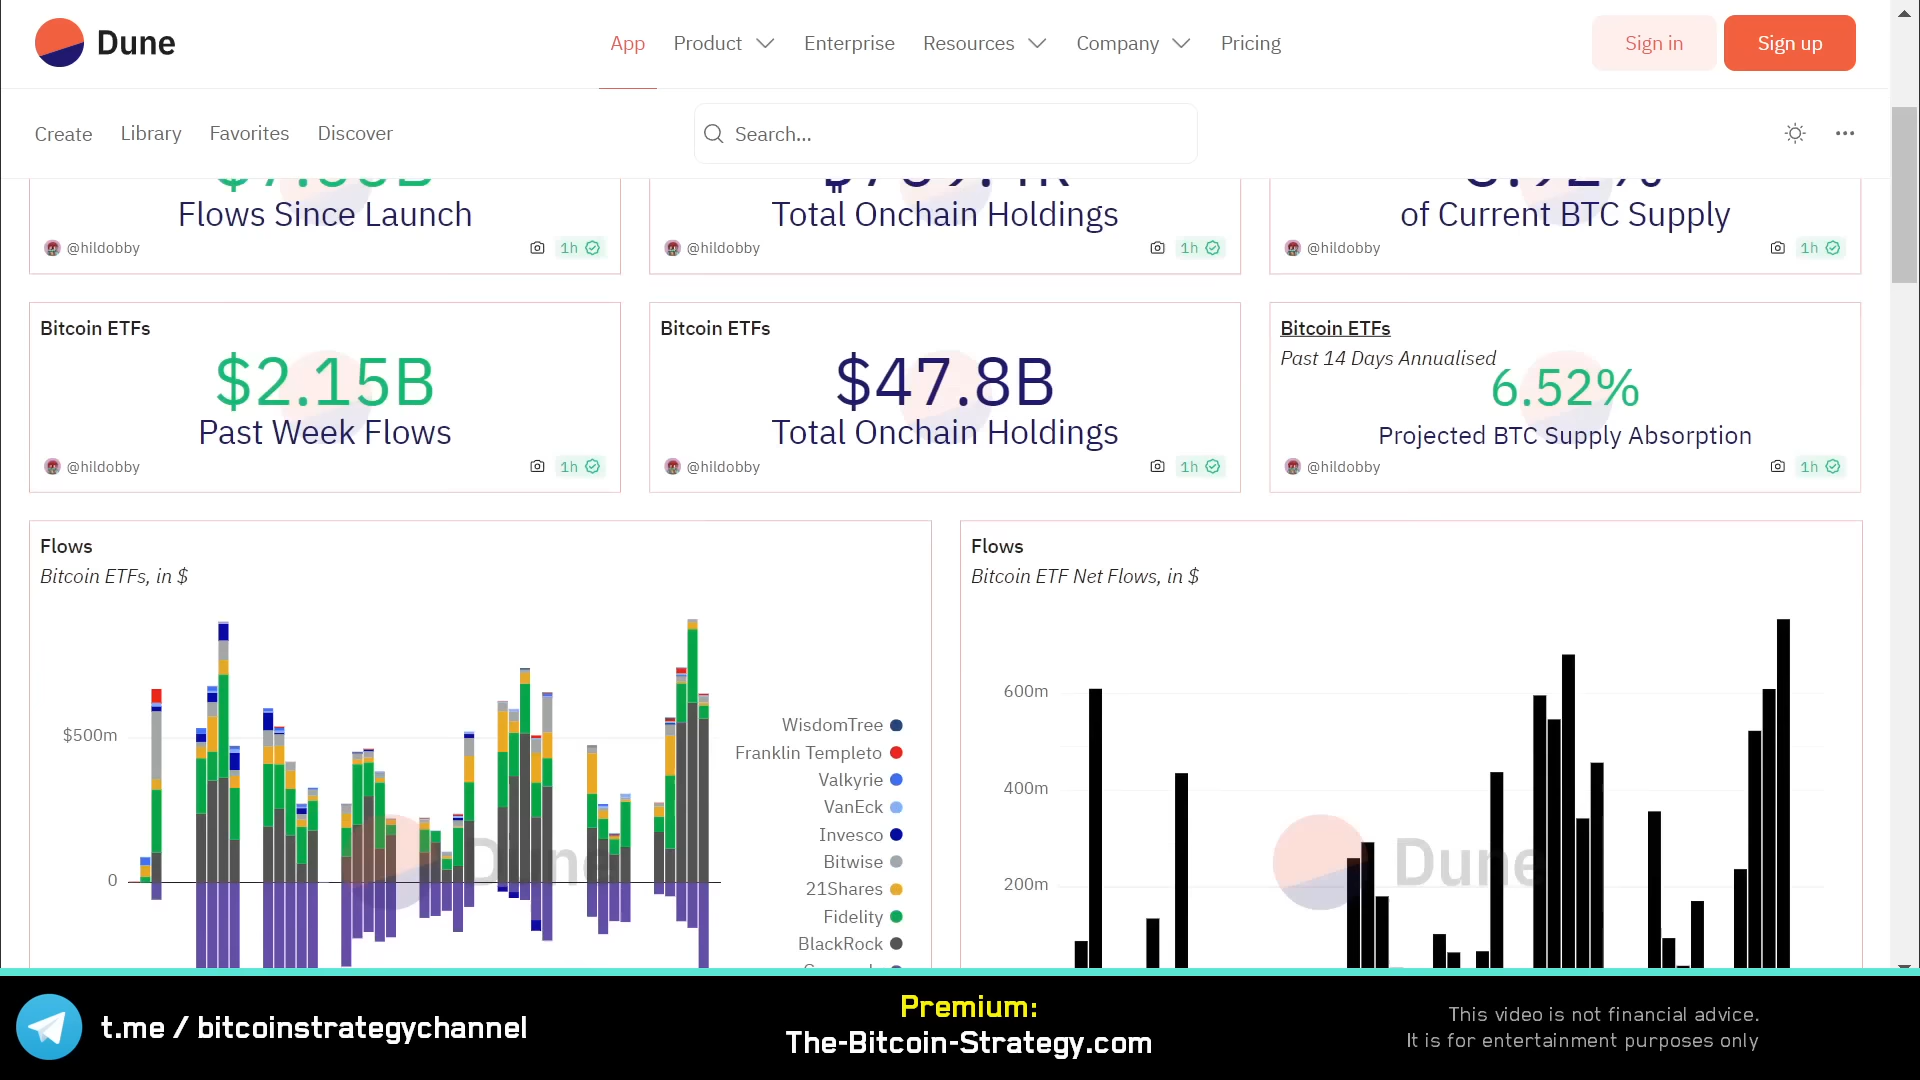 Dune
App
Product
Enterprise
Resources
Company
Pricing
Sign in
Sign up
Create
Library
Favorites
Discover
Search...
Flows Since Launch
@hildobby
1h
Total Onchain Holdings
@hildobby
1h
of Current BTC Supply
@hildobby
1h
Bitcoin ETFs
$2.15B
Past Week Flows
@hildobby
1h
Bitcoin ETFs
$47.8B
Total Onchain Holdings
@hildobby
1h
Bitcoin ETFs
Past 14 Days Annualised
6.52%
Projected BTC Supply Absorption
@hildobby
1h
Flows
Bitcoin ETFs, in $
$500m
0
WisdomTree
Franklin Templeto
Valkyrie
VanEck
Invesco
Bitwise
21Shares
Fidelity
BlackRock
Dune
Flows
Bitcoin ETF Net Flows, in $
600m
400m
200m
Dune
t.me / bitcoinstrategychannel
Premium:
The-Bitcoin-Strategy.com
This video is not financial advice.
It is for entertainment purposes only